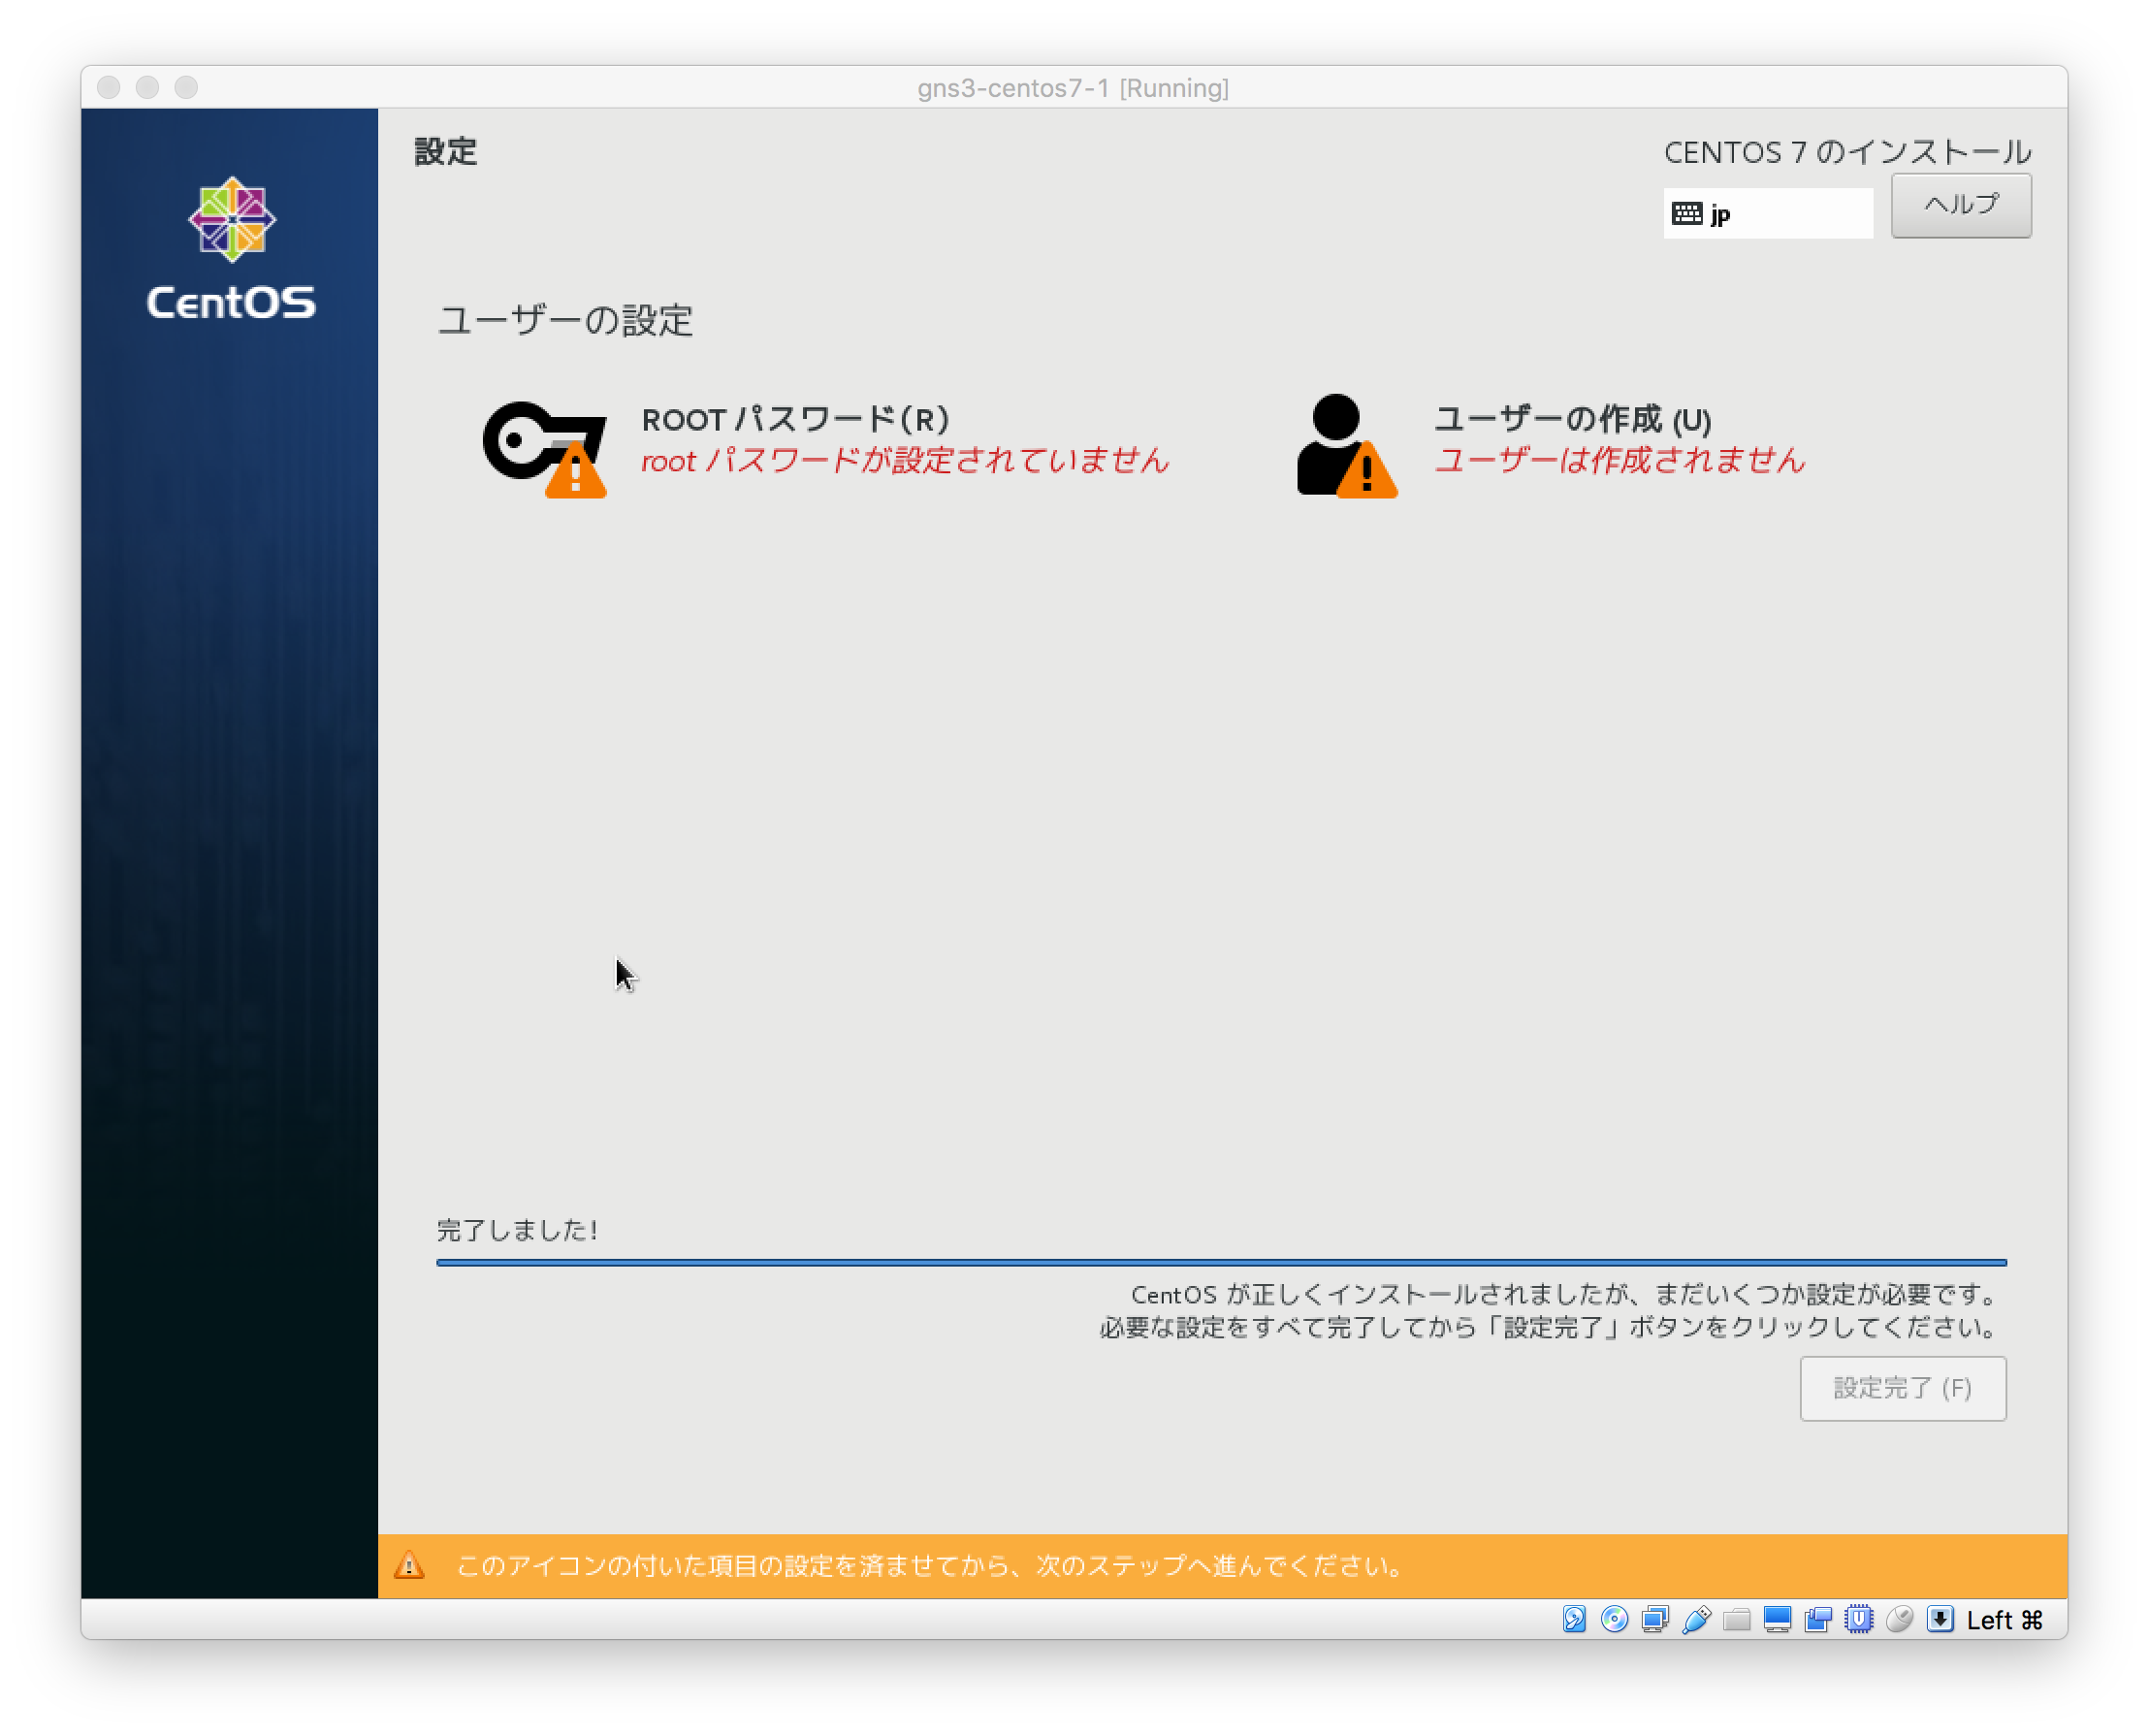 gns3-centos7-1 [Running]
CentOS
設定
CENTOS 7 のインストール
jp
ヘルプ
ユーザーの設定
ROOT パスワード(R)
root パスワードが設定されていません
ユーザーの作成 (U)
ユーザーは作成されません
完了しました!
CentOS が正しくインストールされましたが、まだいくつか設定が必要です。
必要な設定をすべて完了してから「設定完了」ボタンをクリックしてください。
設定完了 (F)
このアイコンの付いた項目の設定を済ませてから、次のステップへ進んでください。
Left ⌘